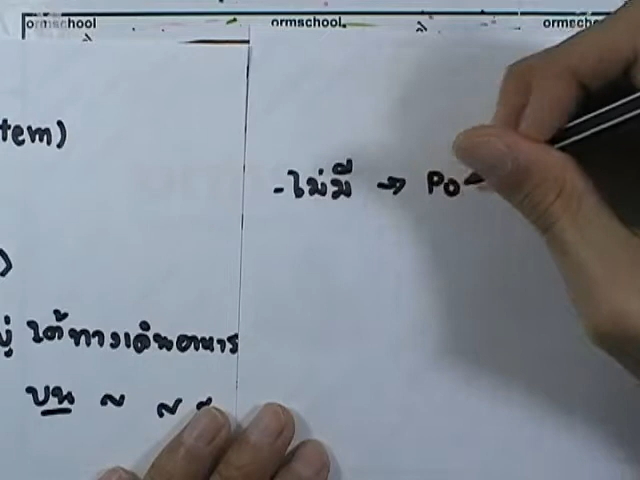 ormschool ormschool ormscho
tem)
-ไม่มี → Po
)
ใต้ทางเดินอาหาร
บน ~ ~